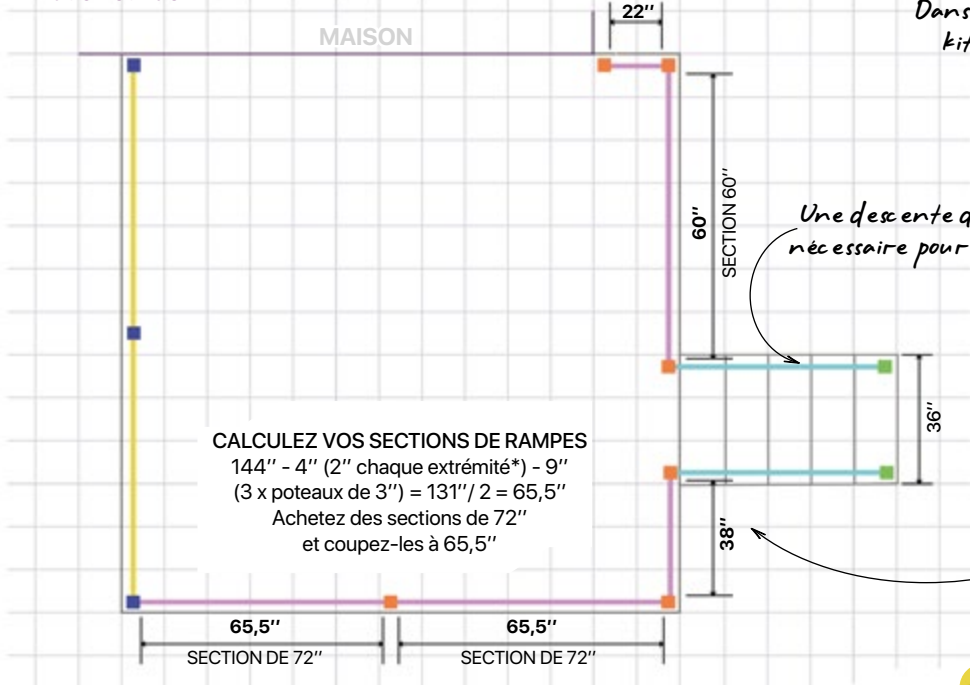 22’’
Dans
kit
MAISON
60’’
SECTION 60’’
Une descente d
nécessaire pour
36’’
CALCULEZ VOS SECTIONS DE RAMPES
144’’ - 4’’ (2’’ chaque extrémité*) - 9’’
(3 x poteaux de 3’’) = 131’’/ 2 = 65,5’’
Achetez des sections de 72’’
et coupez-les à 65,5’’
38’’
65,5’’ 65,5’’
SECTION DE 72’’ SECTION DE 72’’